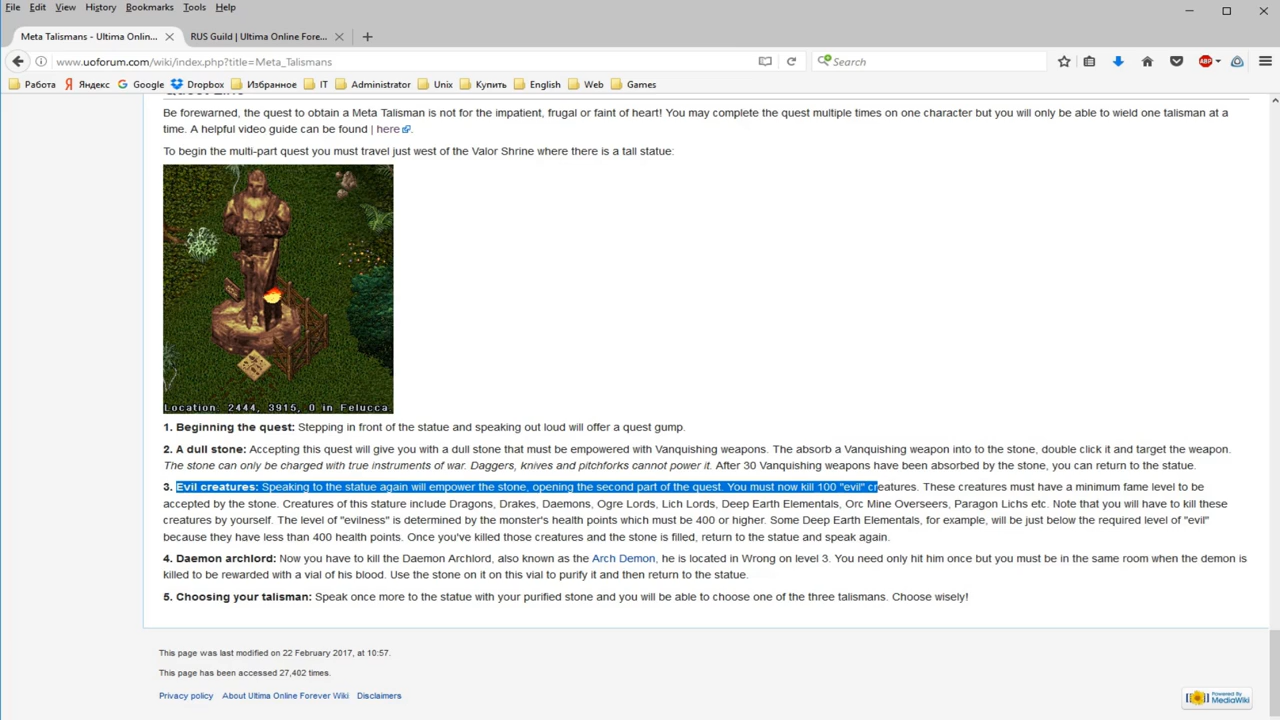 File Edit View History Bookmarks Tools Help
Meta Talismans - Ultima Onlin... RUS Guild | Ultima Online Fore...
www.uoforum.com/wiki/index.php?title=Meta_Talismans Search ABP
Работа Яндекс Google Dropbox Избранное IT Administrator Unix Купить English Web Games
Be forewarned, the quest to obtain a Meta Talisman is not for the impatient, frugal or faint of heart! You may complete the quest multiple times on one character but you will only be able to wield one talisman at a
time. A helpful video guide can be found | here.
To begin the multi-part quest you must travel just west of the Valor Shrine where there is a tall statue:
Location: 2444, 3915, 0 in Felucca.
1. Beginning the quest: Stepping in front of the statue and speaking out loud will offer a quest gump.
2. A dull stone: Accepting this quest will give you with a dull stone that must be empowered with Vanquishing weapons. The absorb a Vanquishing weapon into to the stone, double click it and target the weapon.
The stone can only be charged with true instruments of war. Daggers, knives and pitchforks cannot power it. After 30 Vanquishing weapons have been absorbed by the stone, you can return to the statue.
3. Evil creatures: Speaking to the statue again will empower the stone, opening the second part of the quest. You must now kill 100 "evil" creatures. These creatures must have a minimum fame level to be
accepted by the stone. Creatures of this stature include Dragons, Drakes, Daemons, Ogre Lords, Lich Lords, Deep Earth Elementals, Orc Mine Overseers, Paragon Lichs etc. Note that you will have to kill these
creatures by yourself. The level of "evilness" is determined by the monster's health points which must be 400 or higher. Some Deep Earth Elementals, for example, will be just below the required level of "evil"
because they have less than 400 health points. Once you've killed those creatures and the stone is filled, return to the statue and speak again.
4. Daemon archlord: Now you have to kill the Daemon Archlord, also known as the Arch Demon, he is located in Wrong on level 3. You need only hit him once but you must be in the same room when the demon is
killed to be rewarded with a vial of his blood. Use the stone on it on this vial to purify it and then return to the statue.
5. Choosing your talisman: Speak once more to the statue with your purified stone and you will be able to choose one of the three talismans. Choose wisely!
This page was last modified on 22 February 2017, at 10:57.
This page has been accessed 27,402 times.
Privacy policy About Ultima Online Forever Wiki Disclaimers
Powered By
MediaWiki